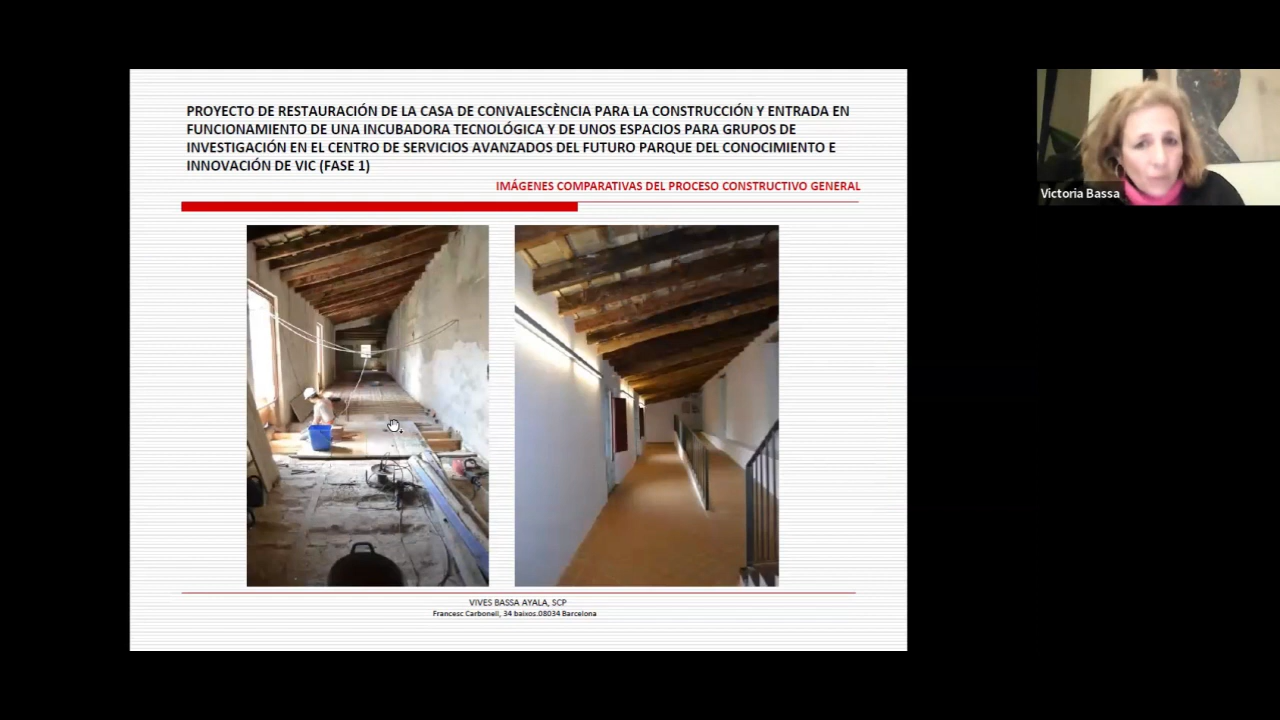 PROYECTO DE RESTAURACIÓN DE LA CASA DE CONVALESCÈNCIA PARA LA CONSTRUCCIÓN Y ENTRADA EN
FUNCIONAMIENTO DE UNA INCUBADORA TECNOLÓGICA Y DE UNOS ESPACIOS PARA GRUPOS DE
INVESTIGACIÓN EN EL CENTRO DE SERVICIOS AVANZADOS DEL FUTURO PARQUE DEL CONOCIMIENTO E
INNOVACIÓN DE VIC (FASE 1)
IMÁGENES COMPARATIVAS DEL PROCESO CONSTRUCTIVO GENERAL
Victoria Bassa
VIVES BASSA AYALA, SCP
Francesc Carbonell, 34 baixos.08034 Barcelona